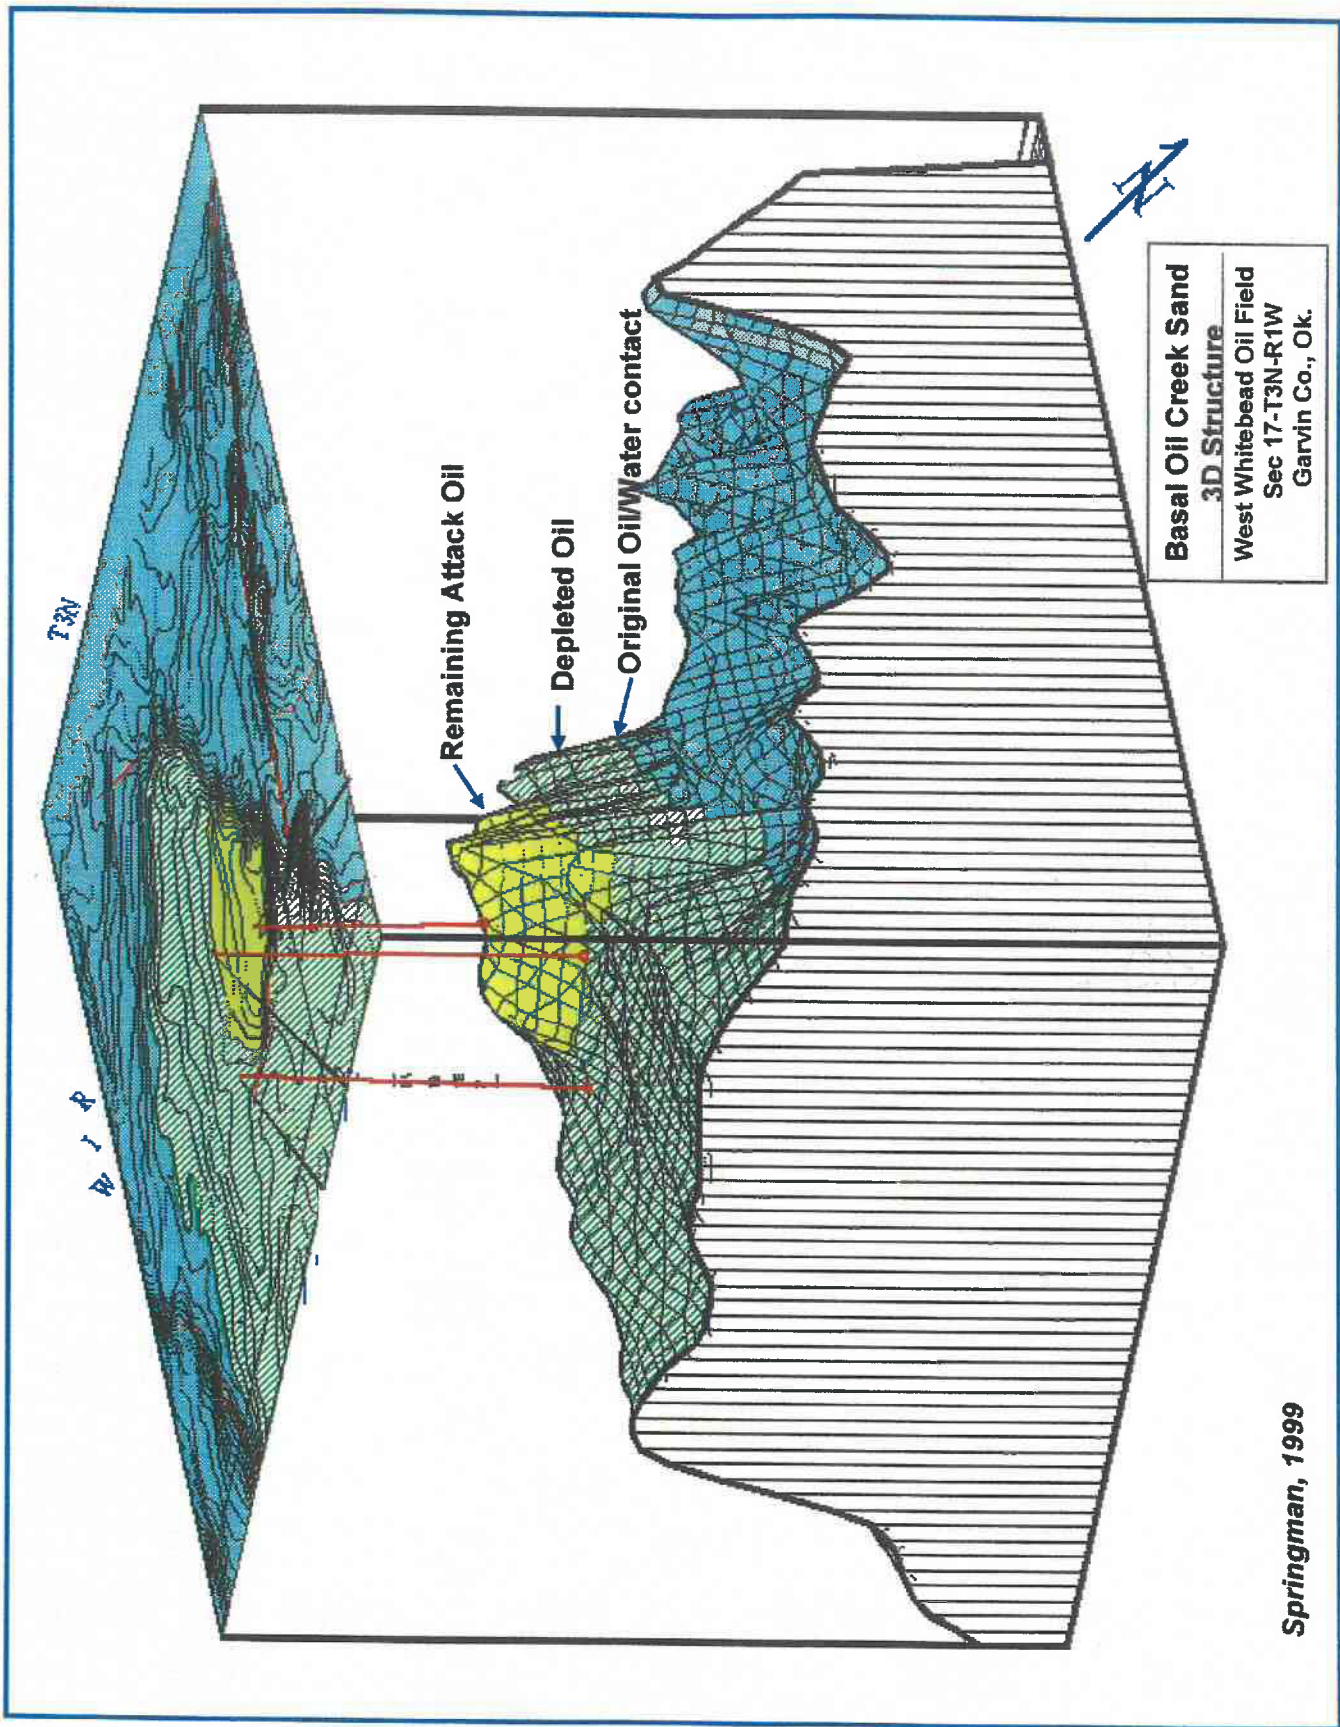 T3N
R 1 W
Remaining Attack Oil
Depleted Oil
Original Oil/Water contact
N
Basal Oil Creek Sand
3D Structure
West Whitebead Oil Field
Sec 17-T3N-R1W
Garvin Co., Ok.
Springman, 1999